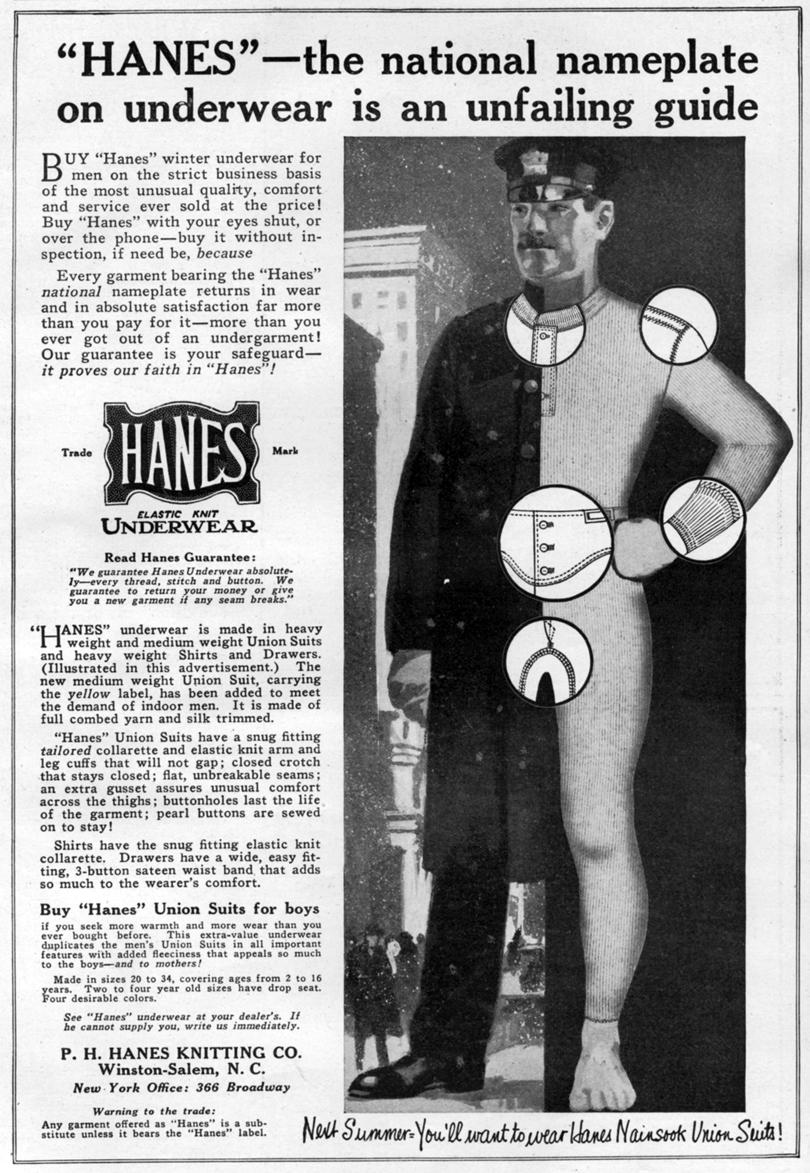 “HANES”—the national nameplate
on underwear is an unfailing guide
BUY “Hanes” winter underwear for
men on the strict business basis
of the most unusual quality, comfort
and service ever sold at the price!
Buy “Hanes” with your eyes shut, or
over the phone—buy it without in-
spection, if need be, because
Every garment bearing the “Hanes”
national nameplate returns in wear
and in absolute satisfaction far more
than you pay for it—more than you
ever got out of an undergarment!
Our guarantee is your safeguard—
it proves our faith in “Hanes”!
Trade HANES Mark
ELASTIC KNIT
UNDERWEAR
Read Hanes Guarantee:
“We guarantee Hanes Underwear absolute-
ly—every thread, stitch and button. We
guarantee to return your money or give
you a new garment if any seam breaks.”
“HANES” underwear is made in heavy
weight and medium weight Union Suits
and heavy weight Shirts and Drawers.
(Illustrated in this advertisement.) The
new medium weight Union Suit, carrying
the yellow label, has been added to meet
the demand of indoor men. It is made of
full combed yarn and silk trimmed.
“Hanes” Union Suits have a snug fitting
tailored collarette and elastic knit arm and
leg cuffs that will not gap; closed crotch
that stays closed; flat, unbreakable seams;
an extra gusset assures unusual comfort
across the thighs; buttonholes last the life
of the garment; pearl buttons are sewed
on to stay!
Shirts have the snug fitting elastic knit
collarette. Drawers have a wide, easy fit-
ting, 3-button sateen waist band that adds
so much to the wearer’s comfort.
Buy “Hanes” Union Suits for boys
if you seek more warmth and more wear than you
ever bought before. This extra-value underwear
duplicates the men’s Union Suits in all important
features with added fleeciness that appeals so much
to the boys—and to mothers!
Made in sizes 20 to 34, covering ages from 2 to 16
years. Two to four year old sizes have drop seat.
Four desirable colors.
See “Hanes” underwear at your dealer’s. If
he cannot supply you, write us immediately.
P. H. HANES KNITTING CO.
Winston-Salem, N. C.
New York Office: 366 Broadway
Warning to the trade:
Any garment offered as “Hanes” is a sub-
stitute unless it bears the “Hanes” label.
Next Summer-You’ll want to wear Hanes Nainsook Union Suits!